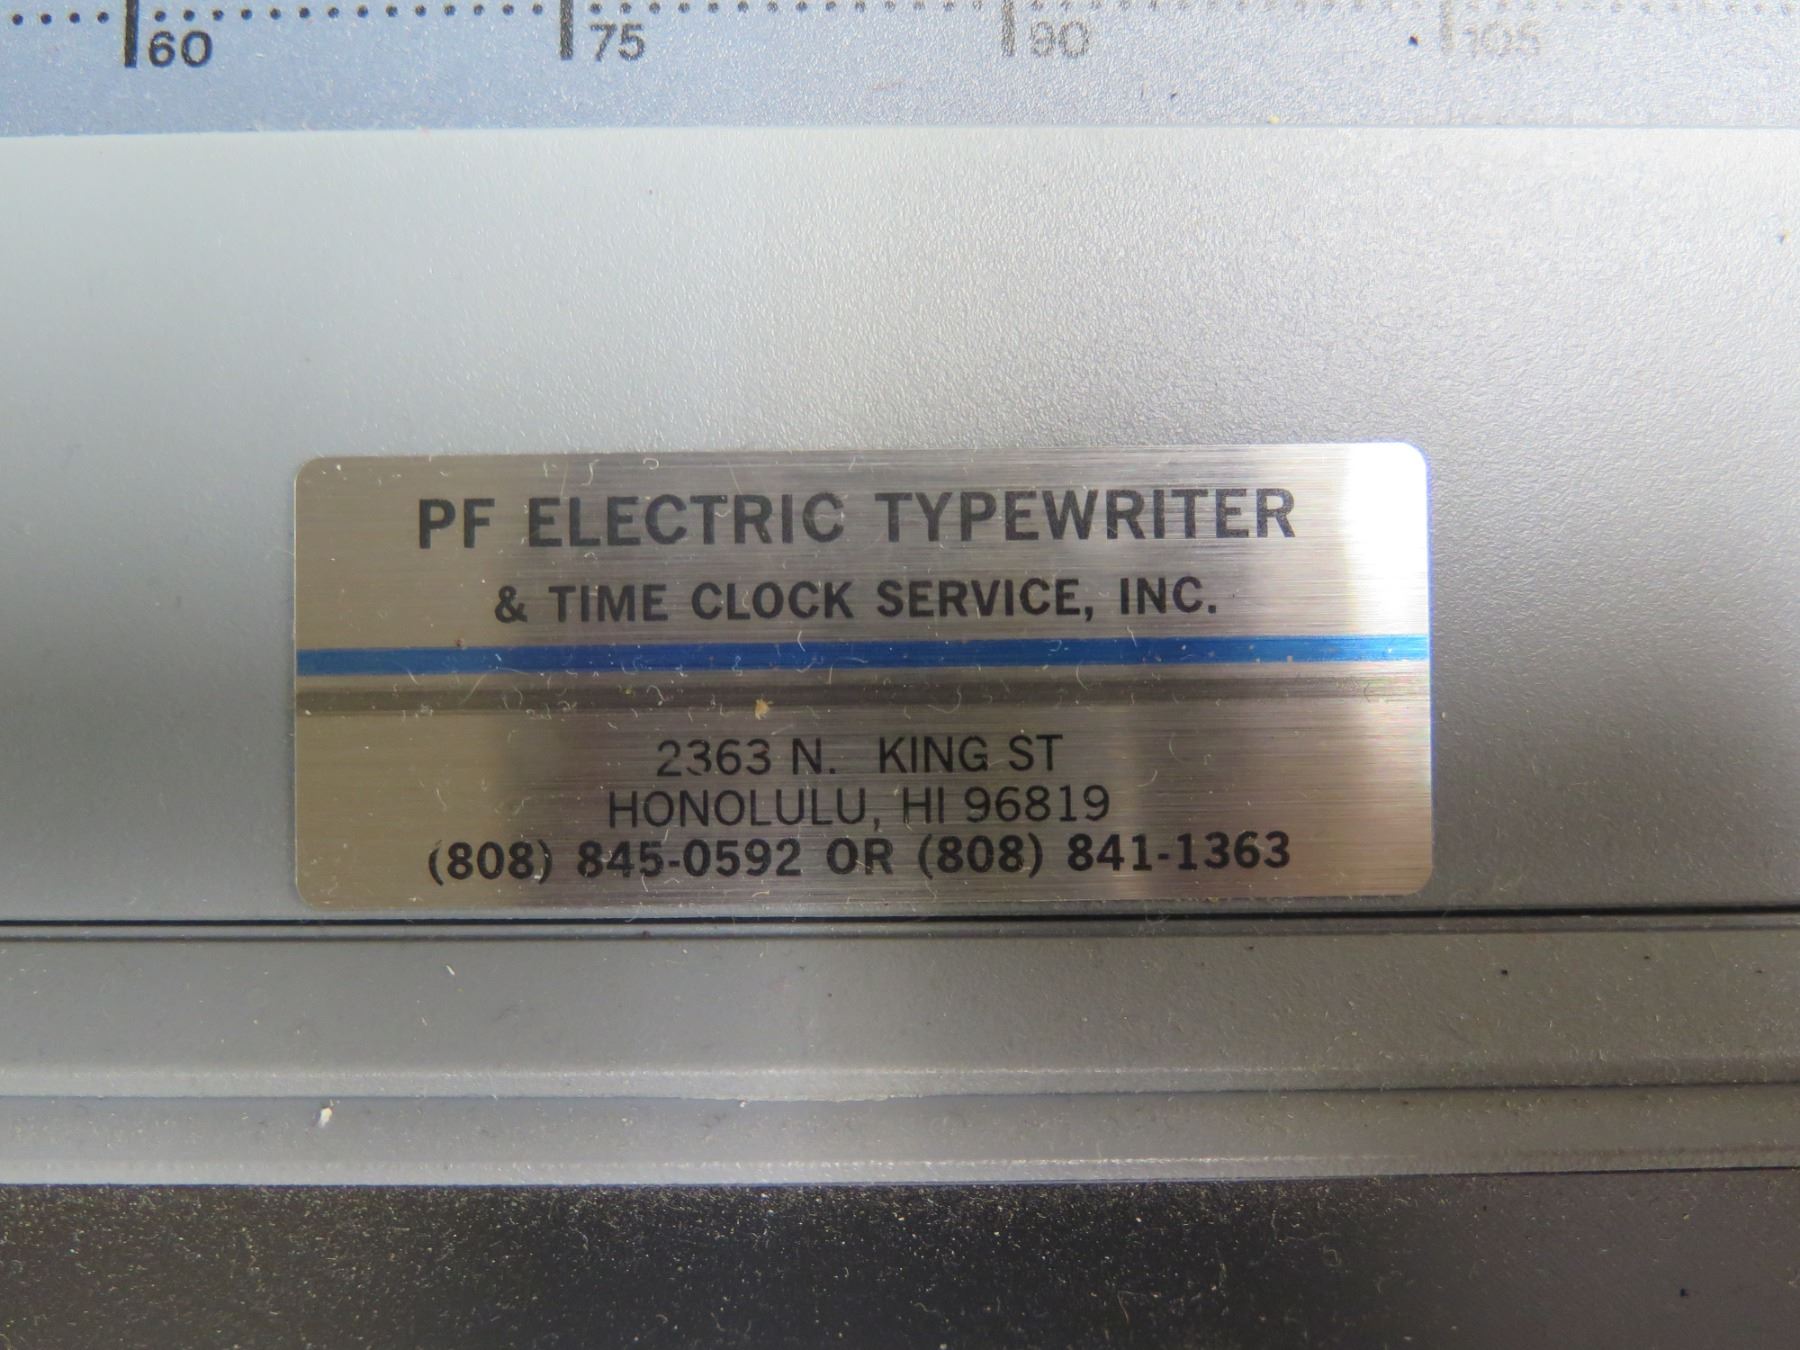 60 75 90 105
PF ELECTRIC TYPEWRITER
& TIME CLOCK SERVICE, INC.
2363 N. KING ST
HONOLULU, HI 96819
(808) 845-0592 OR (808) 841-1363